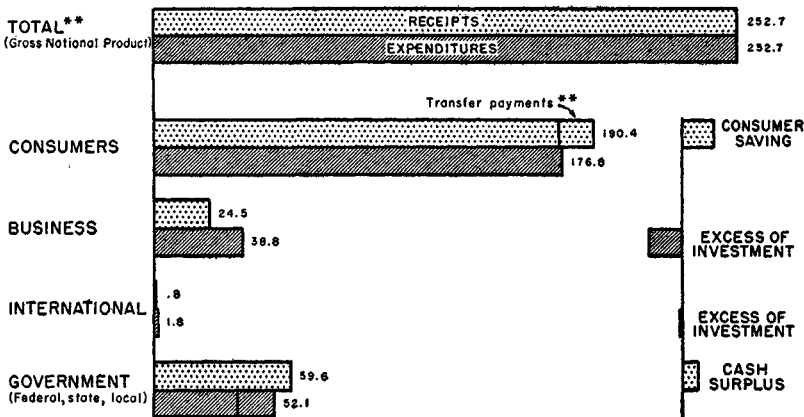 TOTAL**
(Gross National Product)
RECEIPTS
252.7
EXPENDITURES
252.7
Transfer payments **
CONSUMERS
190.4
176.8
CONSUMER
SAVING
BUSINESS
24.5
38.8
EXCESS OF
INVESTMENT
INTERNATIONAL
.8
1.8
EXCESS OF
INVESTMENT
GOVERNMENT
(Federal, state, local)
59.6
52.1
CASH
SURPLUS